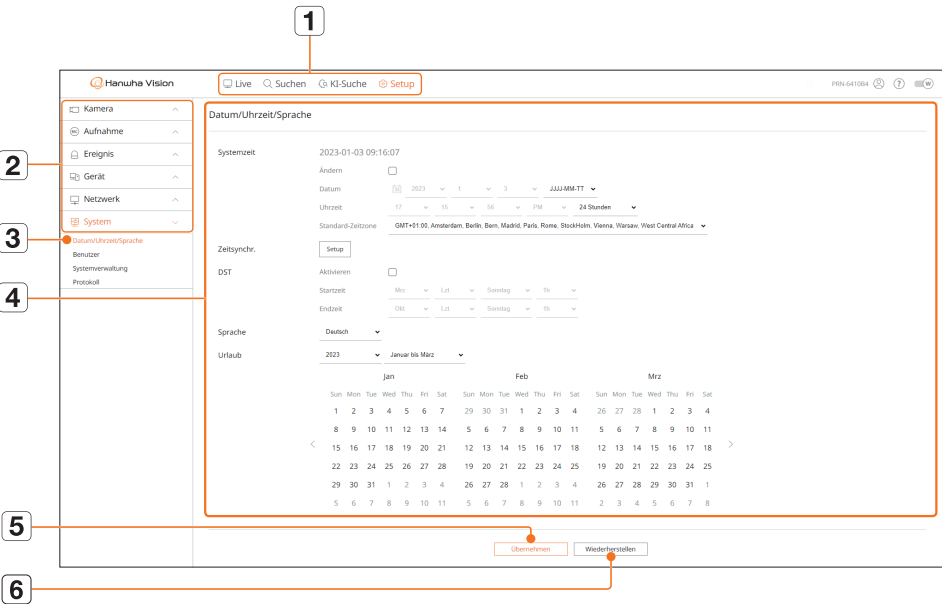 1
Hanwha Vision
Live Suchen KI-Suche Setup
PRN-6410B4 ? W
Kamera
Aufnahme
Ereignis
Gerät
Netzwerk
System
Datum/Uhrzeit/Sprache
Benutzer
Systemverwaltung
Protokoll
2
3
4
Datum/Uhrzeit/Sprache
Systemzeit 2023-01-03 09:16:07
Ändern
Datum 2023 1 3 JJJJ-MM-TT
Uhrzeit 17 15 56 PM 24 Stunden
Standard-Zeitzone GMT+01:00, Amsterdam, Berlin, Bern, Madrid, Paris, Rome, StockHolm, Vienna, Warsaw, West Central Africa
Zeitsynchr. Setup
DST Aktivieren
Startzeit Mrz Lzt. Sonntag 1h
Endzeit Okt Lzt. Sonntag 1h
Sprache Deutsch
Urlaub 2023 Januar bis März
Jan Feb Mrz
Sun Mon Tue Wed Thu Fri Sat Sun Mon Tue Wed Thu Fri Sat Sun Mon Tue Wed Thu Fri Sat
1 2 3 4 5 6 7 29 30 31 1 2 3 4 26 27 28 1 2 3 4
8 9 10 11 12 13 14 5 6 7 8 9 10 11 5 6 7 8 9 10 11
< 15 16 17 18 19 20 21 12 13 14 15 16 17 18 12 13 14 15 16 17 18 >
22 23 24 25 26 27 28 19 20 21 22 23 24 25 19 20 21 22 23 24 25
29 30 31 1 2 3 4 26 27 28 1 2 3 4 26 27 28 29 30 31 1
5 6 7 8 9 10 11 5 6 7 8 9 10 11 2 3 4 5 6 7 8
5
Übernehmen Wiederherstellen
6